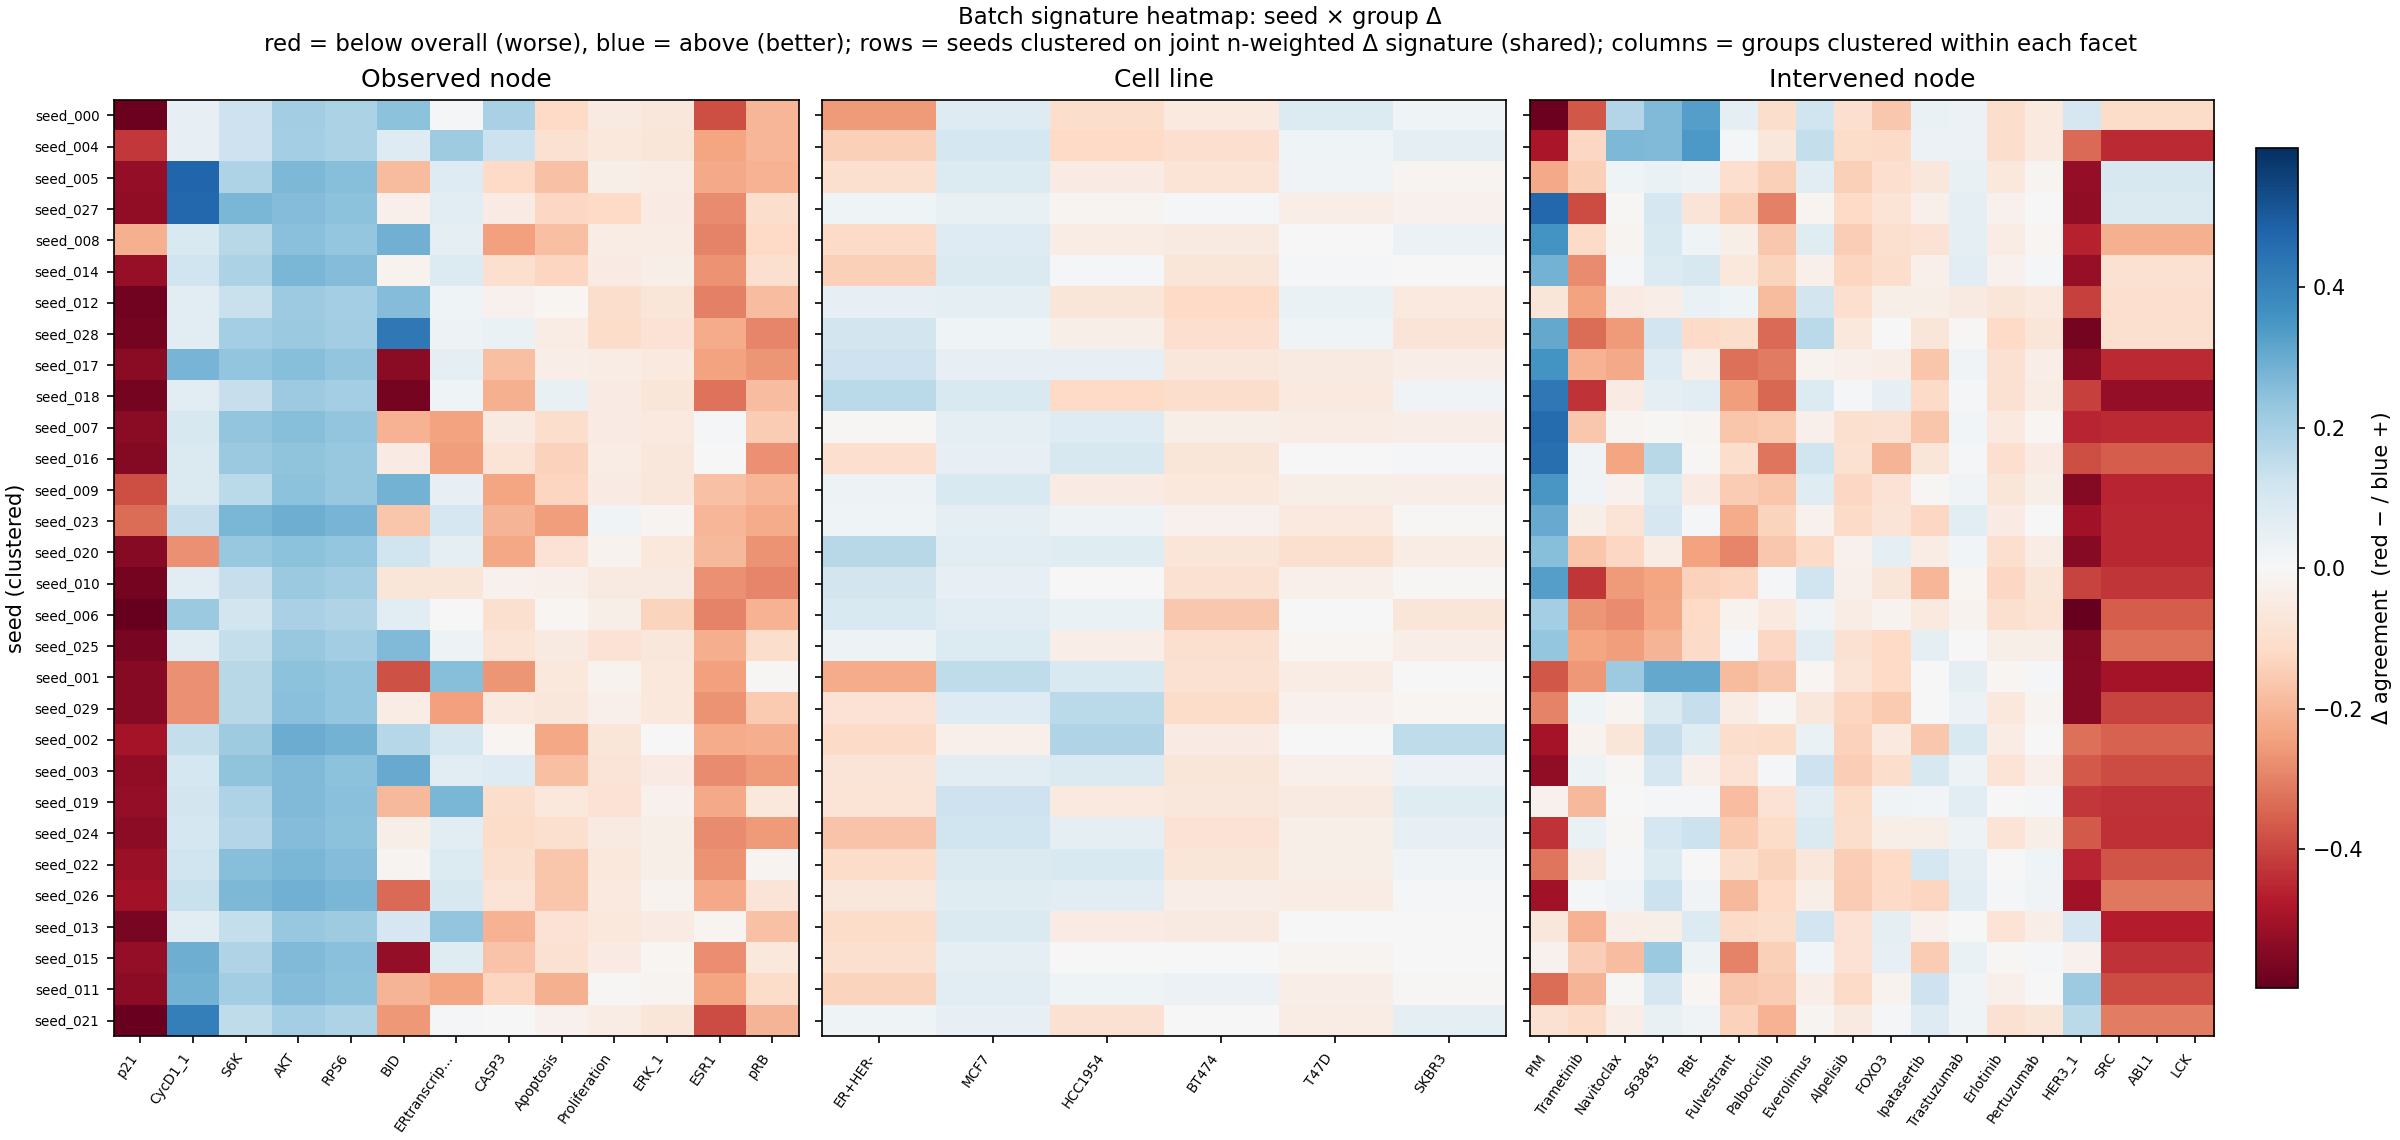 Batch signature heatmap: seed × group Δ
red = below overall (worse), blue = above (better); rows = seeds clustered on joint n-weighted Δ signature (shared); columns = groups clustered within each facet
Observed node
Cell line
Intervened node
seed (clustered)
seed_000
seed_004
seed_005
seed_027
seed_008
seed_014
seed_012
seed_028
seed_017
seed_018
seed_007
seed_016
seed_009
seed_023
seed_020
seed_010
seed_006
seed_025
seed_001
seed_029
seed_002
seed_003
seed_019
seed_024
seed_022
seed_026
seed_013
seed_015
seed_011
seed_021
p21
CycD1_1
S6K
AKT
RPS6
BID
ERtranscrip...
CASP3
Apoptosis
Proliferation
ERK_1
ESR1
pRB
ER+HER-
MCF7
HCC1954
BT474
T47D
SKBR3
PIM
Trametinib
Navitoclax
S63845
RBt
Fulvestrant
Palbociclib
Everolimus
Alpelisib
FOXO3
Ipatasertib
Trastuzumab
Erlotinib
Pertuzumab
HER3_1
SRC
ABL1
LCK
0.4
0.2
0.0
−0.2
−0.4
Δ agreement  (red − / blue +)